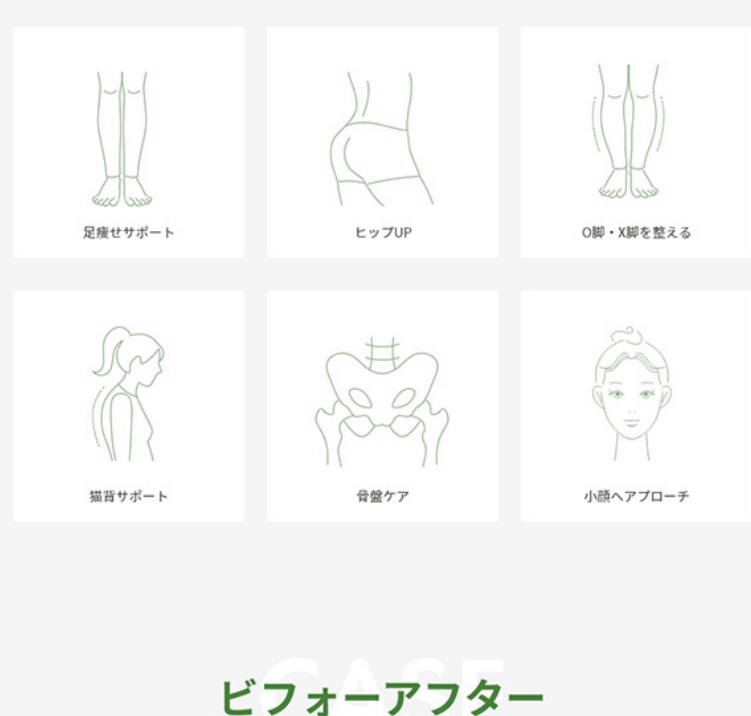 足痩せサポート
ヒップUP
O脚・X脚を整える
猫背サポート
骨盤ケア
小顔へアプローチ
CASE
ビフォーアフター